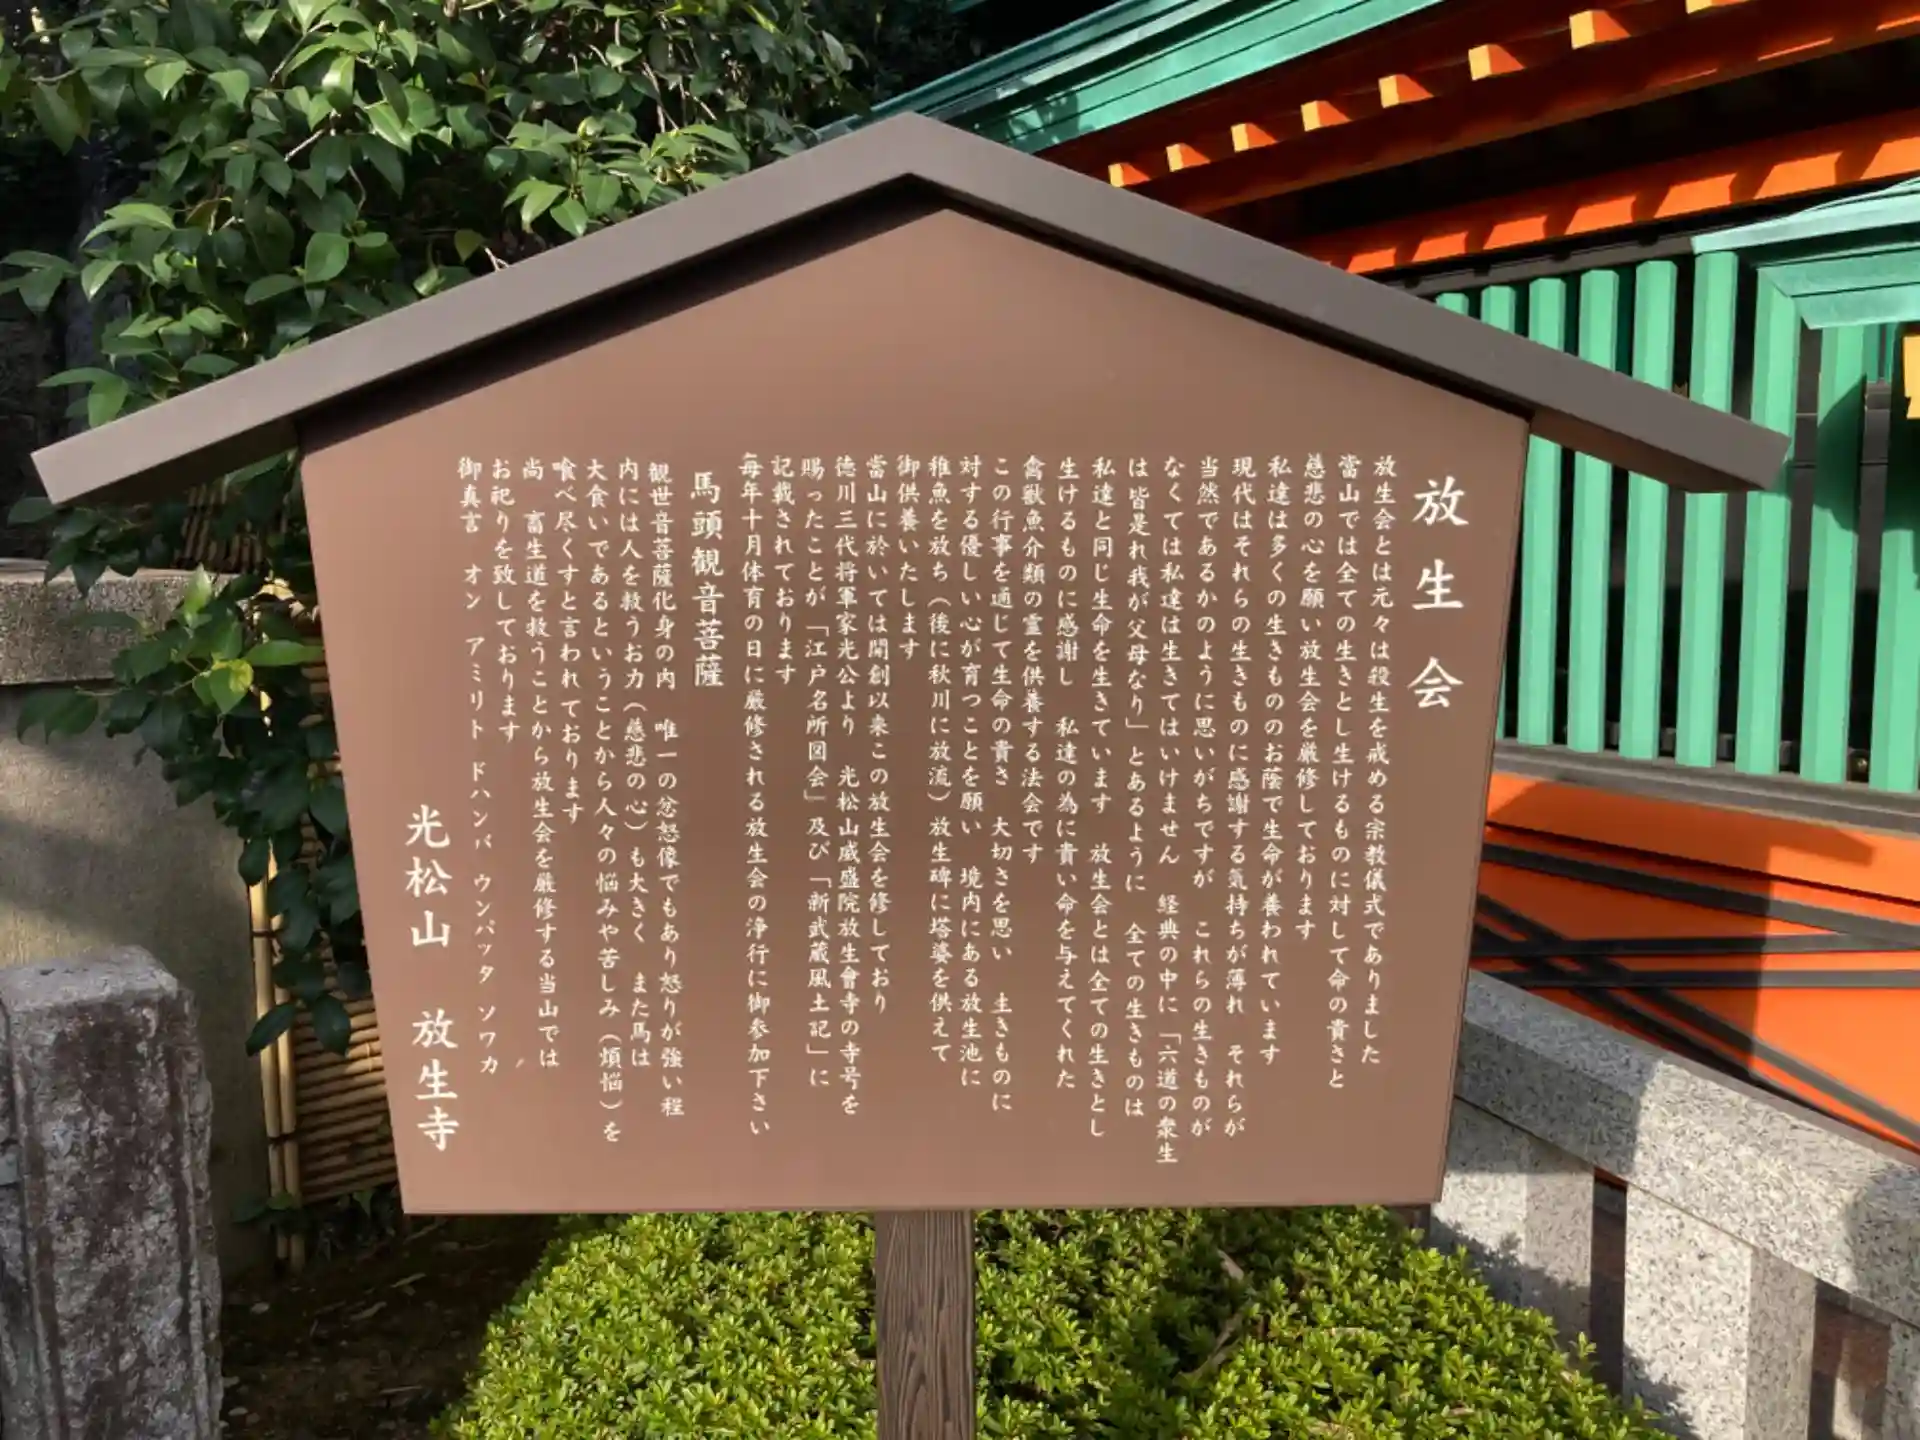 放生会
放生会とは元々は殺生を戒める宗教儀式でありました
當山では全ての生きとし生けるものに対して命の貴さと
慈悲の心を願い放生会を厳修しております
私達は多くの生きもののお蔭で生命が養われています
現代はそれらの生きものに感謝する気持ちが薄れ　それらが
当然であるかのように思いがちですが　これらの生きものが
なくては私達は生きてはいけません　経典の中に「六道の衆生
は皆是れ我が父母なり」とあるように　全ての生きものは
私達と同じ生命を生きています　放生会とは全ての生きとし
生けるものに感謝し　私達の為に貴い命を与えてくれた
禽獣魚介類の霊を供養する法会です
この行事を通じて生命の貴さ　大切さを思い　生きものに
対する優しい心が育つことを願い　境内にある放生池に
稚魚を放ち（後に秋川に放流）放生碑に塔婆を供えて
御供養いたします
當山に於いては開創以来この放生会を修しており
徳川三代将軍家光公より　光松山威盛院放生會寺の寺号を
賜ったことが「江戸名所図会」及び「新武蔵風土記」に
記載されております
毎年十月体育の日に厳修される放生会の浄行に御参加下さい
馬頭観音菩薩
観世音菩薩化身の内　唯一の忿怒像でもあり怒りが強い程
内には人を救うお力（慈悲の心）も大きく　また馬は
大食いであるということから人々の悩みや苦しみ（煩悩）を
喰べ尽くすと言われております
尚　畜生道を救うことから放生会を厳修する当山では
お祀りを致しております
御真言　オン　アミリト　ドハンバ　ウンパッタ　ソワカ
光松山　放生寺